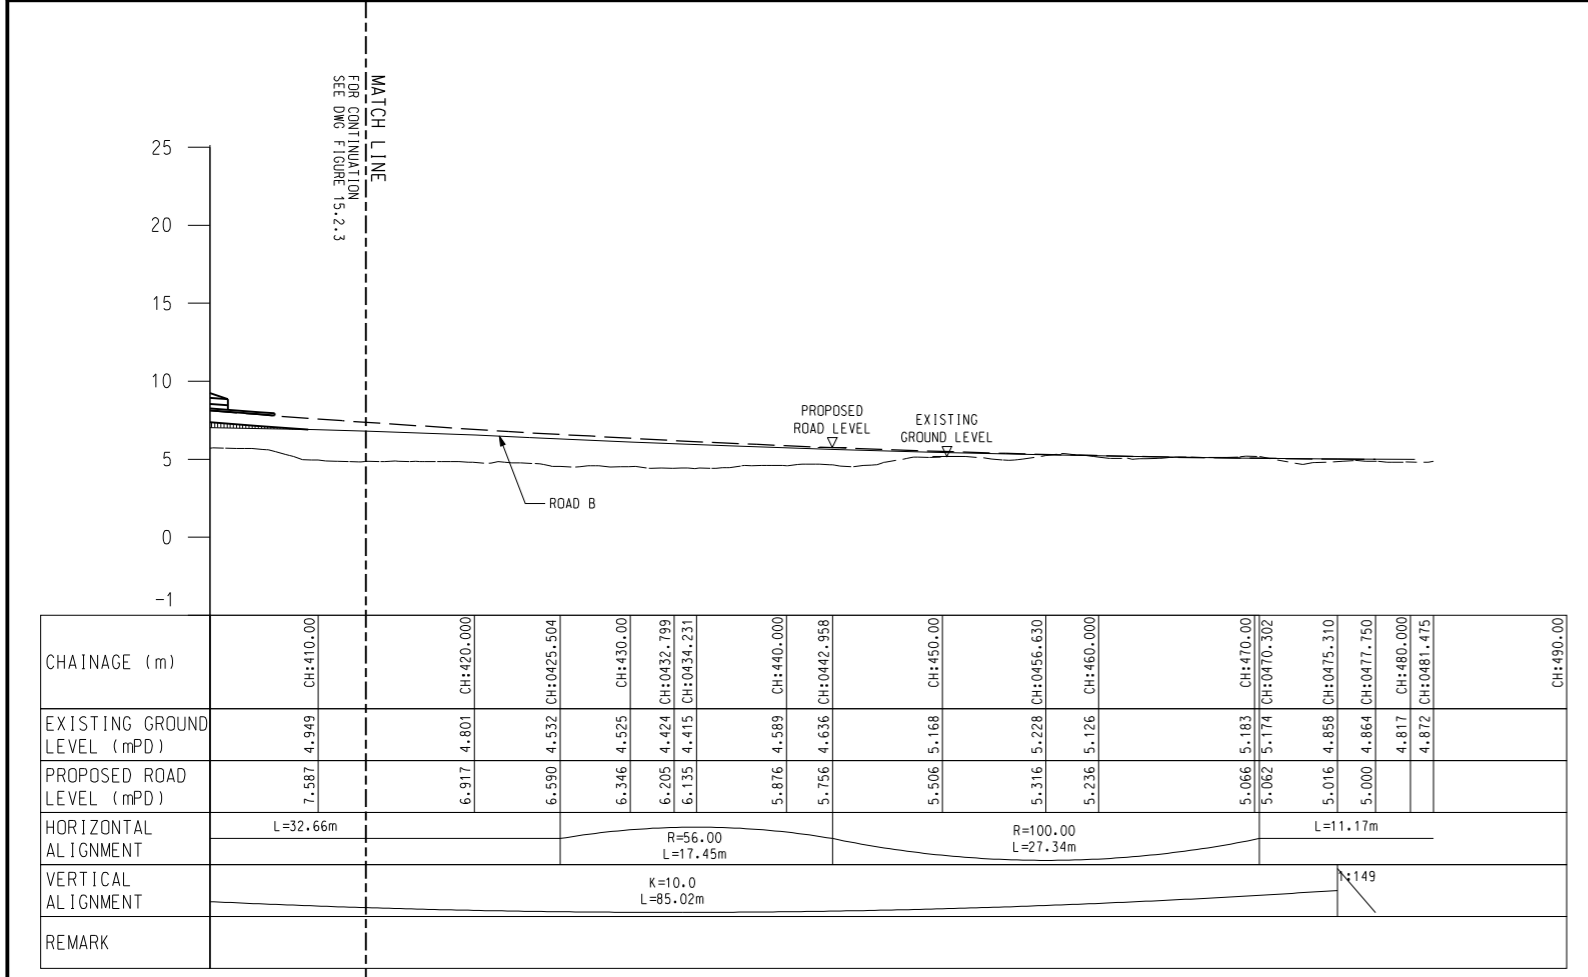 MATCH LINE
FOR CONTINUATION
SEE DWG FIGURE 15.2.3
25
20
15
10
5
0
-1
PROPOSED
ROAD LEVEL
EXISTING
GROUND LEVEL
ROAD B
CHAINAGE (m)
CH:410.00
CH:420.000
CH:0425.504
CH:430.00
CH:0432.799
CH:0434.231
CH:440.000
CH:0442.958
CH:450.00
CH:0456.630
CH:460.000
CH:470.00
CH:0470.302
CH:0475.310
CH:0477.750
CH:480.000
CH:0481.475
CH:490.00
EXISTING GROUND
LEVEL (mPD)
4.949
4.801
4.532
4.525
4.424
4.415
4.589
4.636
5.168
5.228
5.126
5.183
5.174
4.858
4.864
4.817
4.872
PROPOSED ROAD
LEVEL (mPD)
7.587
6.917
6.590
6.346
6.205
6.135
5.876
5.756
5.506
5.316
5.236
5.066
5.062
5.016
5.000
HORIZONTAL
ALIGNMENT
L=32.66m
R=56.00
L=17.45m
R=100.00
L=27.34m
L=11.17m
VERTICAL
ALIGNMENT
K=10.0
L=85.02m
1:149
REMARK